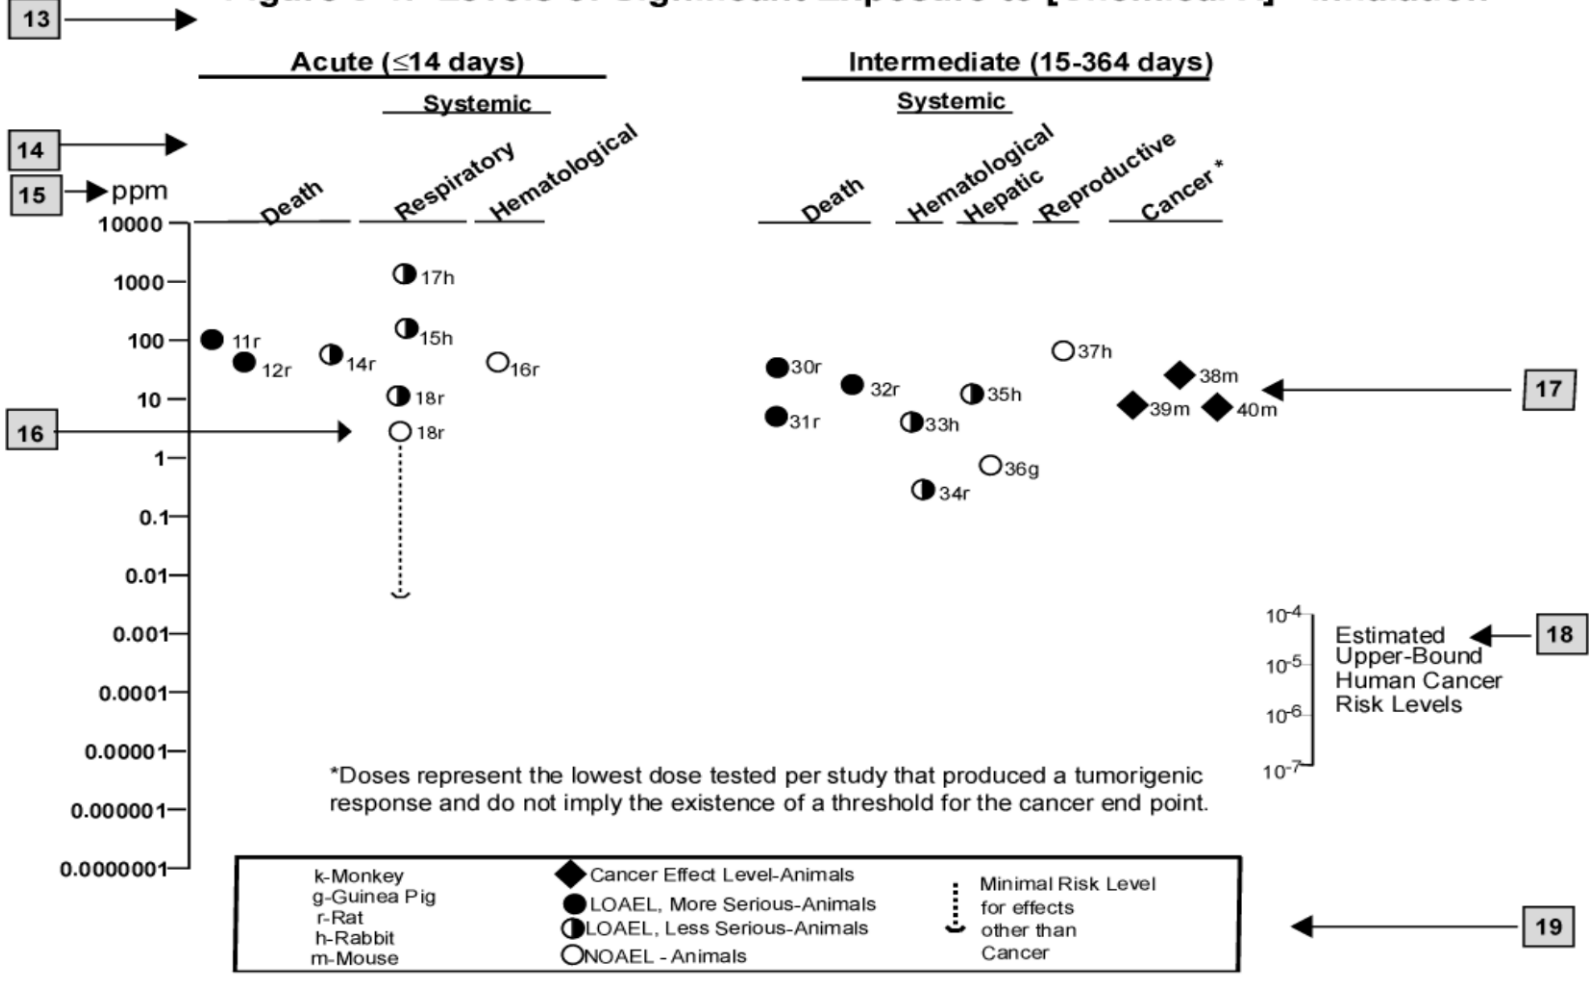 13
Acute (≤14 days)
Intermediate (15-364 days)
Systemic
Systemic
14
15
ppm
Death
Respiratory
Hematological
Death
Hematological
Hepatic
Reproductive
Cancer*
10000
1000
100
10
1
0.1
0.01
0.001
0.0001
0.00001
0.000001
0.0000001
17h
15h
11r
12r
14r
16r
18r
18r
16
30r
32r
31r
33h
34r
35h
36g
37h
38m
39m
40m
17
10-4
10-5
10-6
10-7
Estimated
Upper-Bound
Human Cancer
Risk Levels
18
*Doses represent the lowest dose tested per study that produced a tumorigenic
response and do not imply the existence of a threshold for the cancer end point.
k-Monkey
g-Guinea Pig
r-Rat
h-Rabbit
m-Mouse
Cancer Effect Level-Animals
LOAEL, More Serious-Animals
LOAEL, Less Serious-Animals
NOAEL - Animals
Minimal Risk Level
for effects
other than
Cancer
19